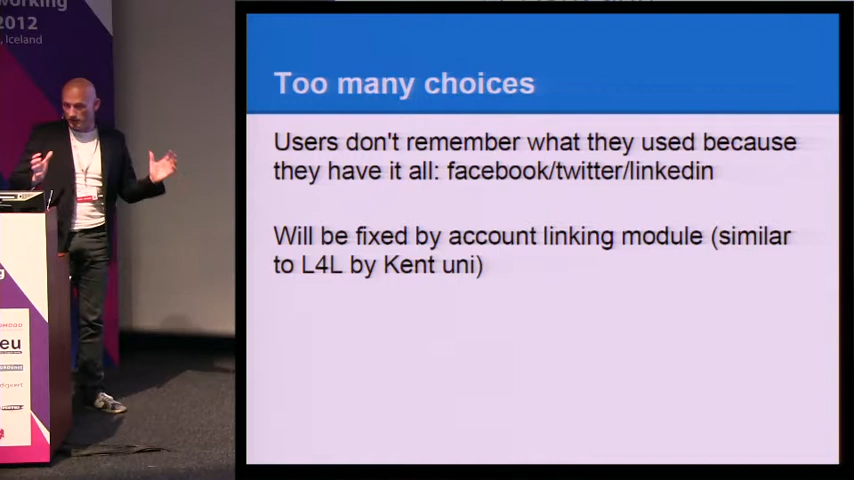 working
2012
, Iceland
Too many choices
Users don't remember what they used because
they have it all: facebook/twitter/linkedin
Will be fixed by account linking module (similar
to L4L by Kent uni)
eu